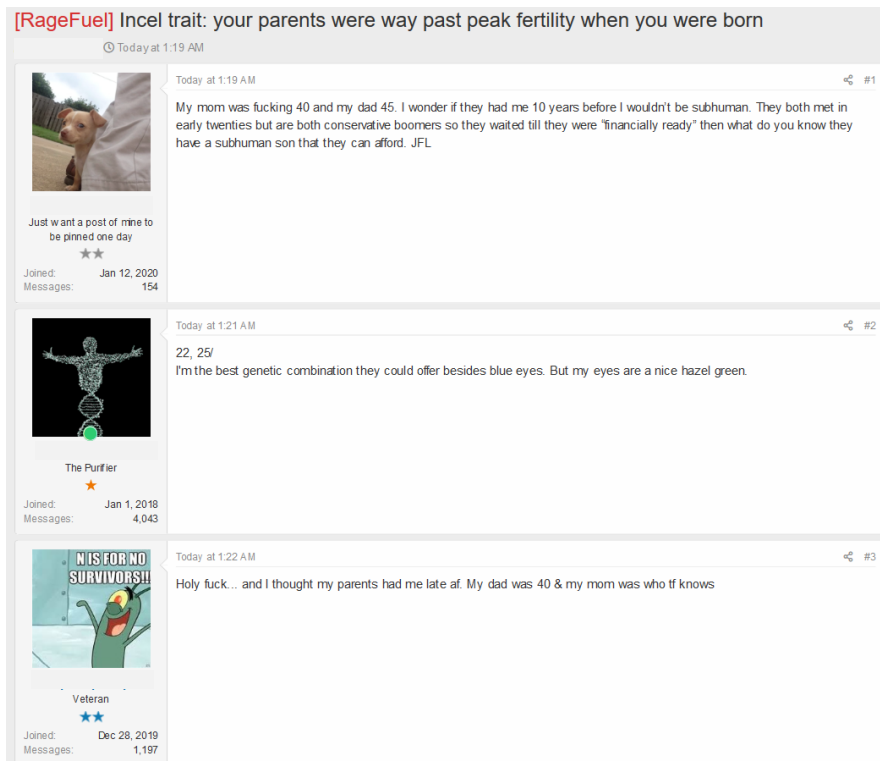 [RageFuel] Incel trait: your parents were way past peak fertility when you were born
Today at 1:19 AM
Today at 1:19 AM
#1
My mom was fucking 40 and my dad 45. I wonder if they had me 10 years before I wouldn't be subhuman. They both met in
early twenties but are both conservative boomers so they waited till they were "financially ready" then what do you know they
have a subhuman son that they can afford. JFL
Just want a post of mine to
be pinned one day
Joined: Jan 12, 2020
Messages: 154
Today at 1:21 AM
#2
22, 25/
I'm the best genetic combination they could offer besides blue eyes. But my eyes are a nice hazel green.
The Purifier
Joined: Jan 1, 2018
Messages: 4,043
N IS FOR NO
SURVIVORS!!
Today at 1:22 AM
#3
Holy fuck... and I thought my parents had me late af. My dad was 40 & my mom was who tf knows
Veteran
Joined: Dec 28, 2019
Messages: 1,197